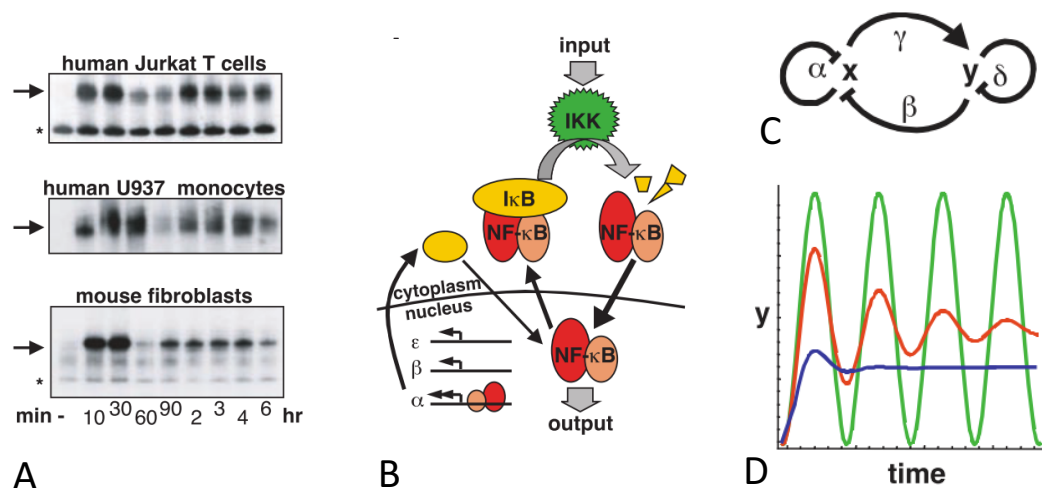 human Jurkat T cells
*
human U937 monocytes
mouse fibroblasts
*
min - 10 30 60 90 2 3 4 6 hr
A
input
IKK
IκB
NF-κB
NF-κB
cytoplasm
nucleus
NF-κB
ε
β
α
output
B
γ
α x y δ
β
C
y
time
D